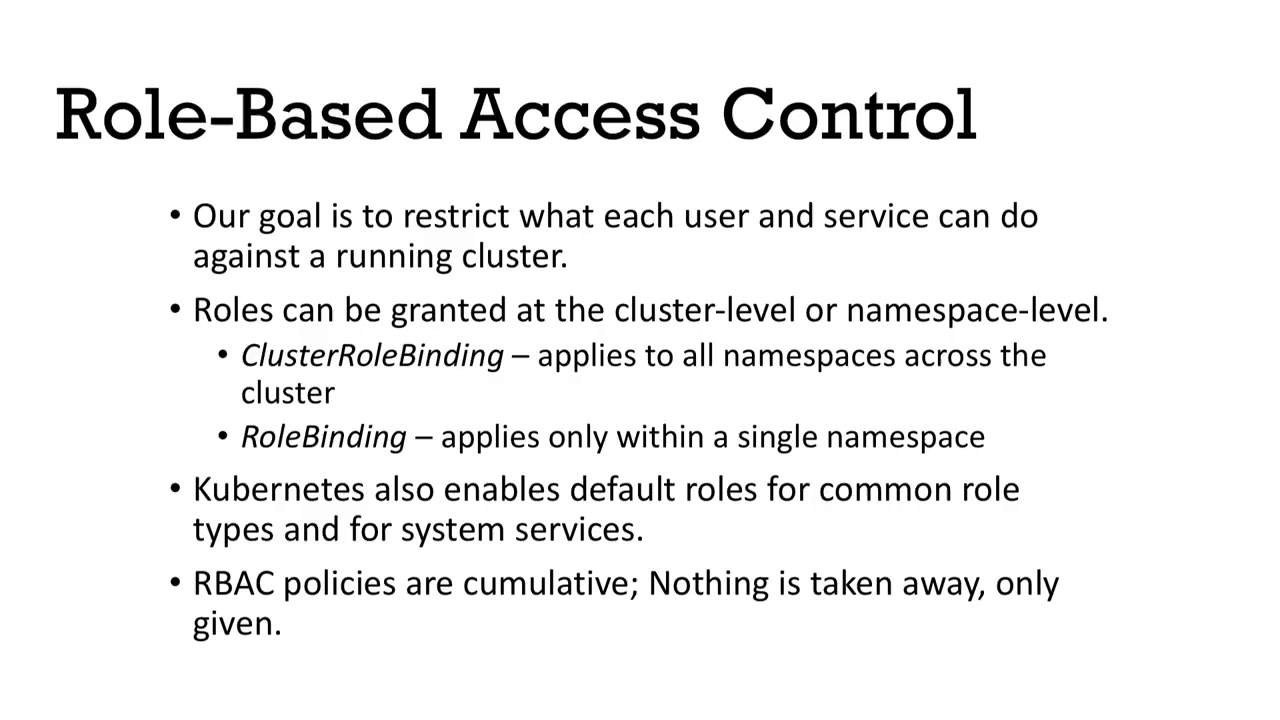 Role-Based Access Control
• Our goal is to restrict what each user and service can do
against a running cluster.
• Roles can be granted at the cluster-level or namespace-level.
• ClusterRoleBinding – applies to all namespaces across the
cluster
• RoleBinding – applies only within a single namespace
• Kubernetes also enables default roles for common role
types and for system services.
• RBAC policies are cumulative; Nothing is taken away, only
given.